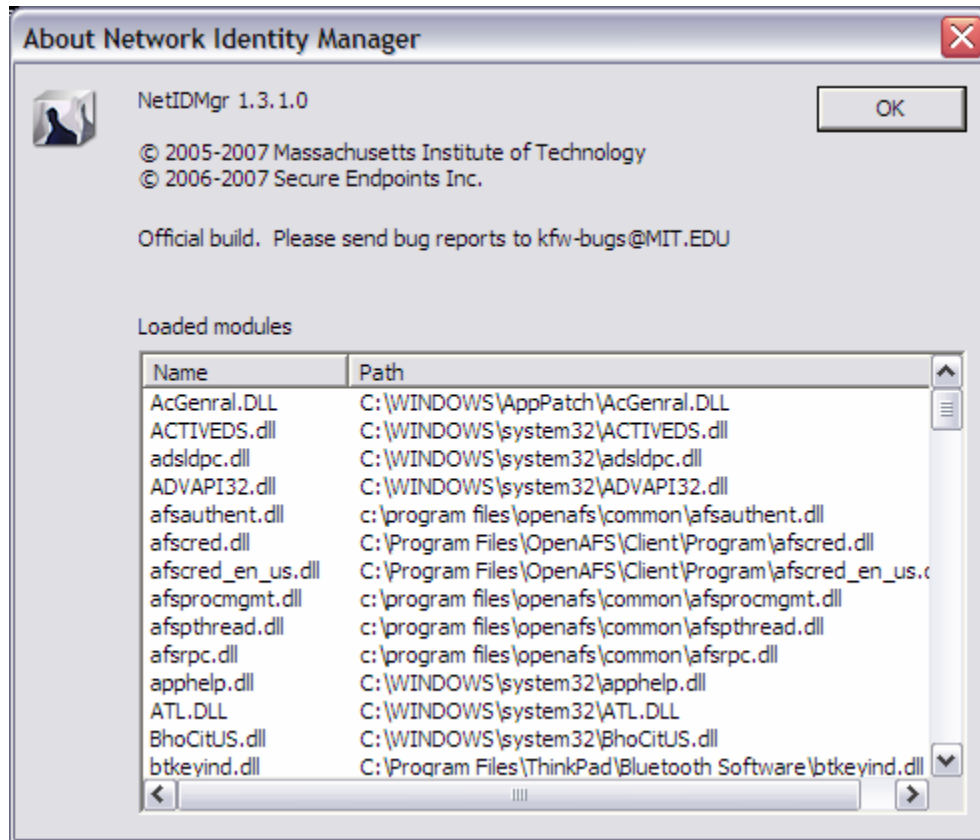 About Network Identity Manager
NetIDMgr 1.3.1.0
OK
© 2005-2007 Massachusetts Institute of Technology
© 2006-2007 Secure Endpoints Inc.
Official build.  Please send bug reports to kfw-bugs@MIT.EDU
Loaded modules
Name Path
AcGenral.DLL C:\WINDOWS\AppPatch\AcGenral.DLL
ACTIVEDS.dll C:\WINDOWS\system32\ACTIVEDS.dll
adsldpc.dll C:\WINDOWS\system32\adsldpc.dll
ADVAPI32.dll C:\WINDOWS\system32\ADVAPI32.dll
afsauthent.dll c:\program files\openafs\common\afsauthent.dll
afscred.dll C:\Program Files\OpenAFS\Client\Program\afscred.dll
afscred_en_us.dll C:\Program Files\OpenAFS\Client\Program\afscred_en_us.d
afsprocmgmt.dll c:\program files\openafs\common\afsprocmgmt.dll
afspthread.dll c:\program files\openafs\common\afspthread.dll
afsrpc.dll c:\program files\openafs\common\afsrpc.dll
apphelp.dll C:\WINDOWS\system32\apphelp.dll
ATL.DLL C:\WINDOWS\system32\ATL.DLL
BhoCitUS.dll C:\WINDOWS\system32\BhoCitUS.dll
btkeyind.dll C:\Program Files\ThinkPad\Bluetooth Software\btkeyind.dll